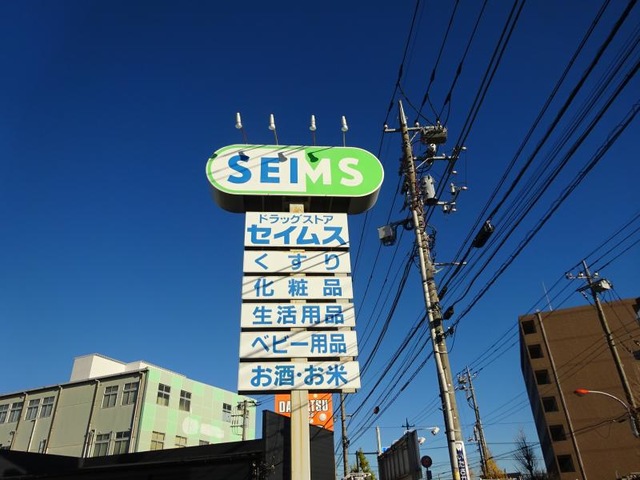 SEIMS
ドラッグストア
セイムス
くすり
化粧品
生活用品
ベビー用品
お酒・お米